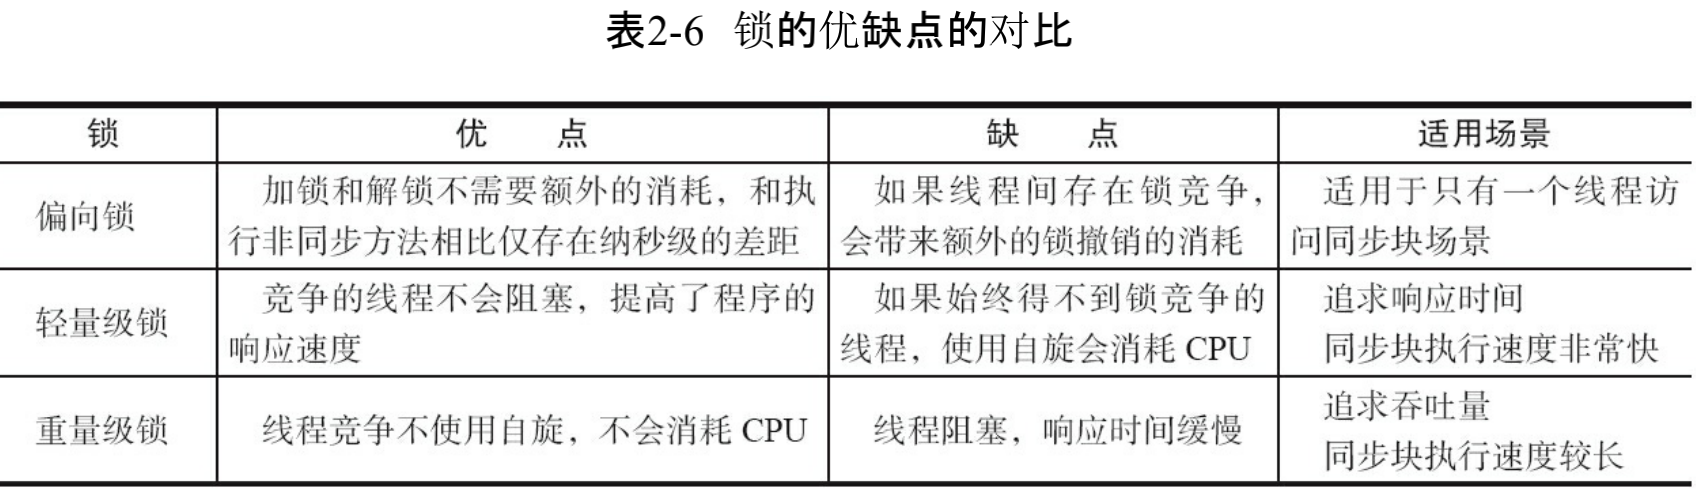 表2-6 锁的优缺点的对比
锁 优 点 缺 点 适用场景
偏向锁
加锁和解锁不需要额外的消耗，和执
行非同步方法相比仅存在纳秒级的差距
如果线程间存在锁竞争，
会带来额外的锁撤销的消耗
适用于只有一个线程访
问同步块场景
轻量级锁
竞争的线程不会阻塞，提高了程序的
响应速度
如果始终得不到锁竞争的
线程，使用自旋会消耗 CPU
追求响应时间
同步块执行速度非常快
重量级锁
线程竞争不使用自旋，不会消耗 CPU
线程阻塞，响应时间缓慢
追求吞吐量
同步块执行速度较长